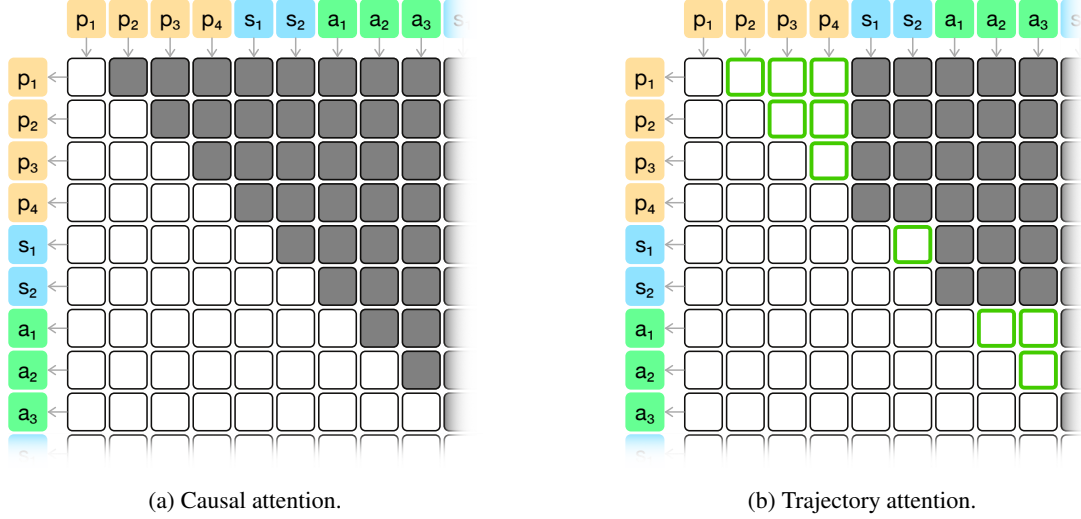 p₁ p₂ p₃ p₄ s₁ s₂ a₁ a₂ a₃ s
p₁
p₂
p₃
p₄
s₁
s₂
a₁
a₂
a₃
(a) Causal attention.
p₁ p₂ p₃ p₄ s₁ s₂ a₁ a₂ a₃ s
p₁
p₂
p₃
p₄
s₁
s₂
a₁
a₂
a₃
(b) Trajectory attention.